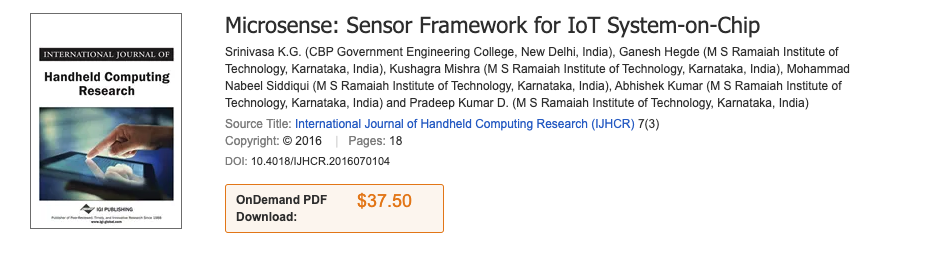 INTERNATIONAL JOURNAL OF
Handheld Computing
Research
IGI PUBLISHING
Publisher of Peer-Reviewed, Timely, and Innovative Research Since 1988
www.igi-global.com
Microsense: Sensor Framework for IoT System-on-Chip
Srinivasa K.G. (CBP Government Engineering College, New Delhi, India), Ganesh Hegde (M S Ramaiah Institute of
Technology, Karnataka, India), Kushagra Mishra (M S Ramaiah Institute of Technology, Karnataka, India), Mohammad
Nabeel Siddiqui (M S Ramaiah Institute of Technology, Karnataka, India), Abhishek Kumar (M S Ramaiah Institute of
Technology, Karnataka, India) and Pradeep Kumar D. (M S Ramaiah Institute of Technology, Karnataka, India)
Source Title: International Journal of Handheld Computing Research (IJHCR) 7(3)
Copyright: © 2016 | Pages: 18
DOI: 10.4018/IJHCR.2016070104
OnDemand PDF $37.50
Download: